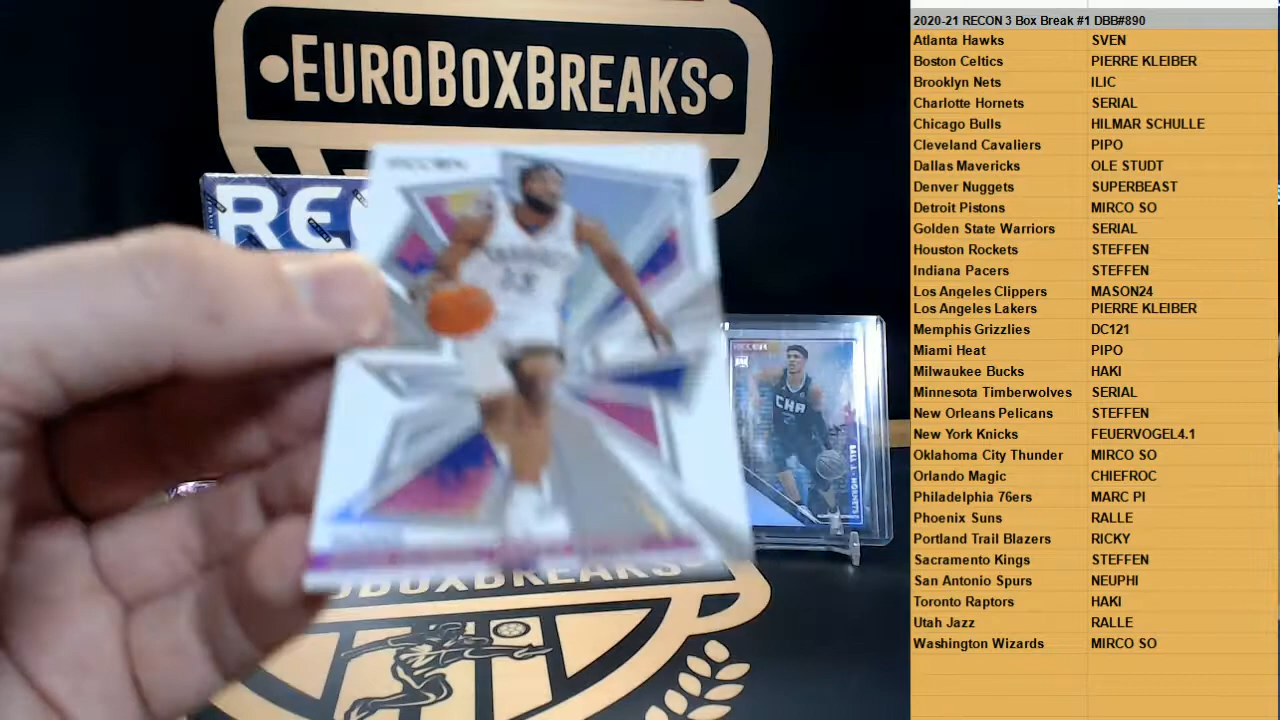 EUROBOXBREAKS
REC
CHA
EUROBOXBREAKS
2020-21 RECON 3 Box Break #1 DBB#890
Atlanta Hawks SVEN
Boston Celtics PIERRE KLEIBER
Brooklyn Nets ILIC
Charlotte Hornets SERIAL
Chicago Bulls HILMAR SCHULLE
Cleveland Cavaliers PIPO
Dallas Mavericks OLE STUDT
Denver Nuggets SUPERBEAST
Detroit Pistons MIRCO SO
Golden State Warriors SERIAL
Houston Rockets STEFFEN
Indiana Pacers STEFFEN
Los Angeles Clippers MASON24
Los Angeles Lakers PIERRE KLEIBER
Memphis Grizzlies DC121
Miami Heat PIPO
Milwaukee Bucks HAKI
Minnesota Timberwolves SERIAL
New Orleans Pelicans STEFFEN
New York Knicks FEUERVOGEL4.1
Oklahoma City Thunder MIRCO SO
Orlando Magic CHIEFROC
Philadelphia 76ers MARC PI
Phoenix Suns RALLE
Portland Trail Blazers RICKY
Sacramento Kings STEFFEN
San Antonio Spurs NEUPHI
Toronto Raptors HAKI
Utah Jazz RALLE
Washington Wizards MIRCO SO